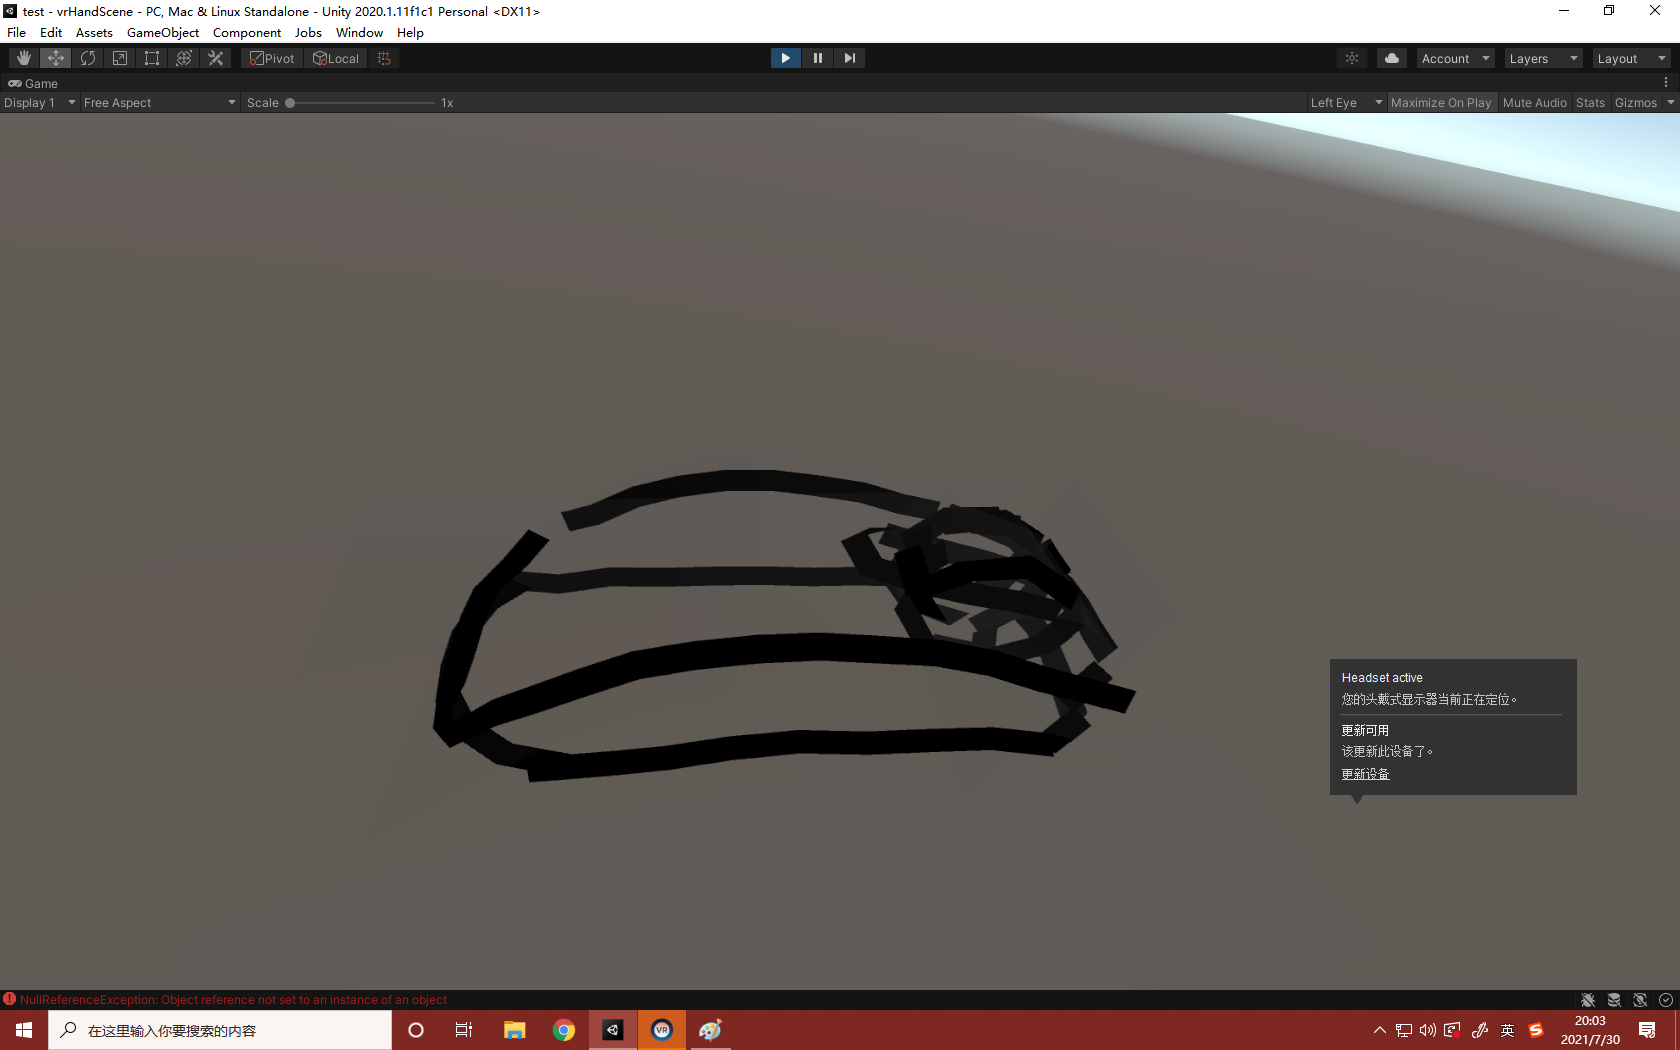 test - vrHandScene - PC, Mac & Linux Standalone - Unity 2020.1.11f1c1 Personal <DX11>
File Edit Assets GameObject Component Jobs Window Help
Pivot Local Account Layers Layout
Game
Display 1 Free Aspect Scale 1x Left Eye Maximize On Play Mute Audio Stats Gizmos
Headset active
您的头戴式显示器当前正在定位。
更新可用
该更新此设备了。
更新设备
NullReferenceException: Object reference not set to an instance of an object
在这里输入你要搜索的内容
VR
英
20:03
2021/7/30